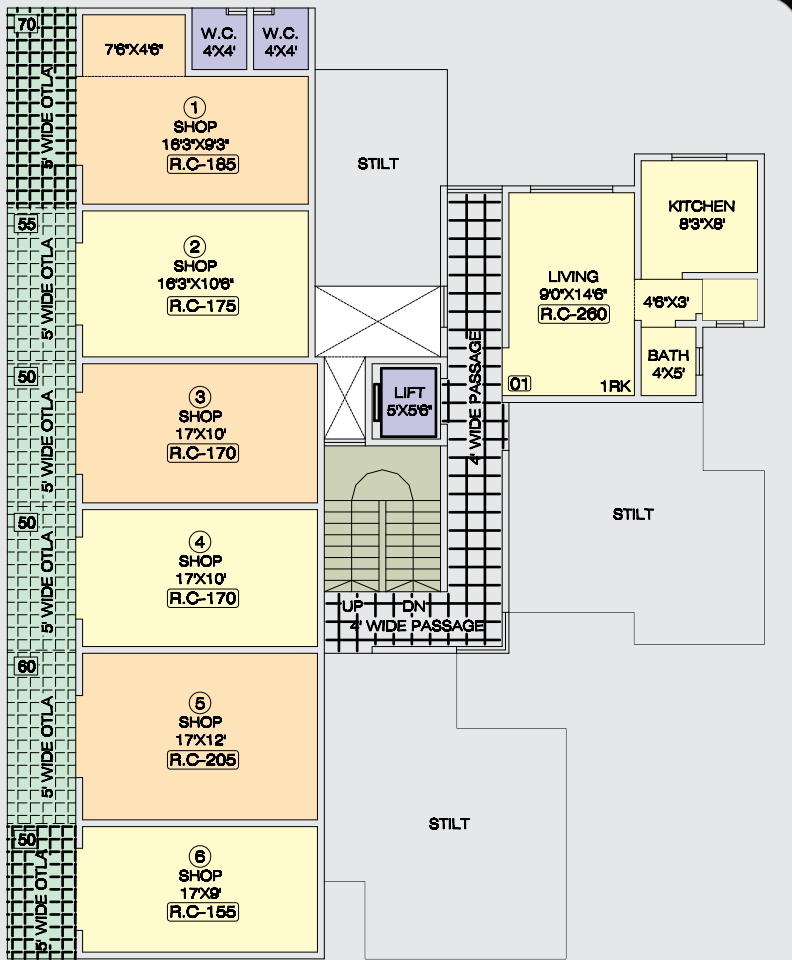 70
7'6"X4'6"
W.C.
4'X4'
W.C.
4'X4'
5' WIDE OTLA
1
SHOP
16'3"X9'3"
R.C-185
STILT
55
5' WIDE OTLA
2
SHOP
16'3"X10'6"
R.C-175
KITCHEN
8'3"X8'
LIVING
9'0"X14'6"
R.C-260
4'6"X3'
BATH
4'X5'
01
1RK
4' WIDE PASSAGE
50
5' WIDE OTLA
3
SHOP
17'X10'
R.C-170
LIFT
5'X5'6"
50
5' WIDE OTLA
4
SHOP
17'X10'
R.C-170
STILT
UP
DN
4' WIDE PASSAGE
60
5' WIDE OTLA
5
SHOP
17'X12'
R.C-205
STILT
50
5' WIDE OTLA
6
SHOP
17'X9'
R.C-155